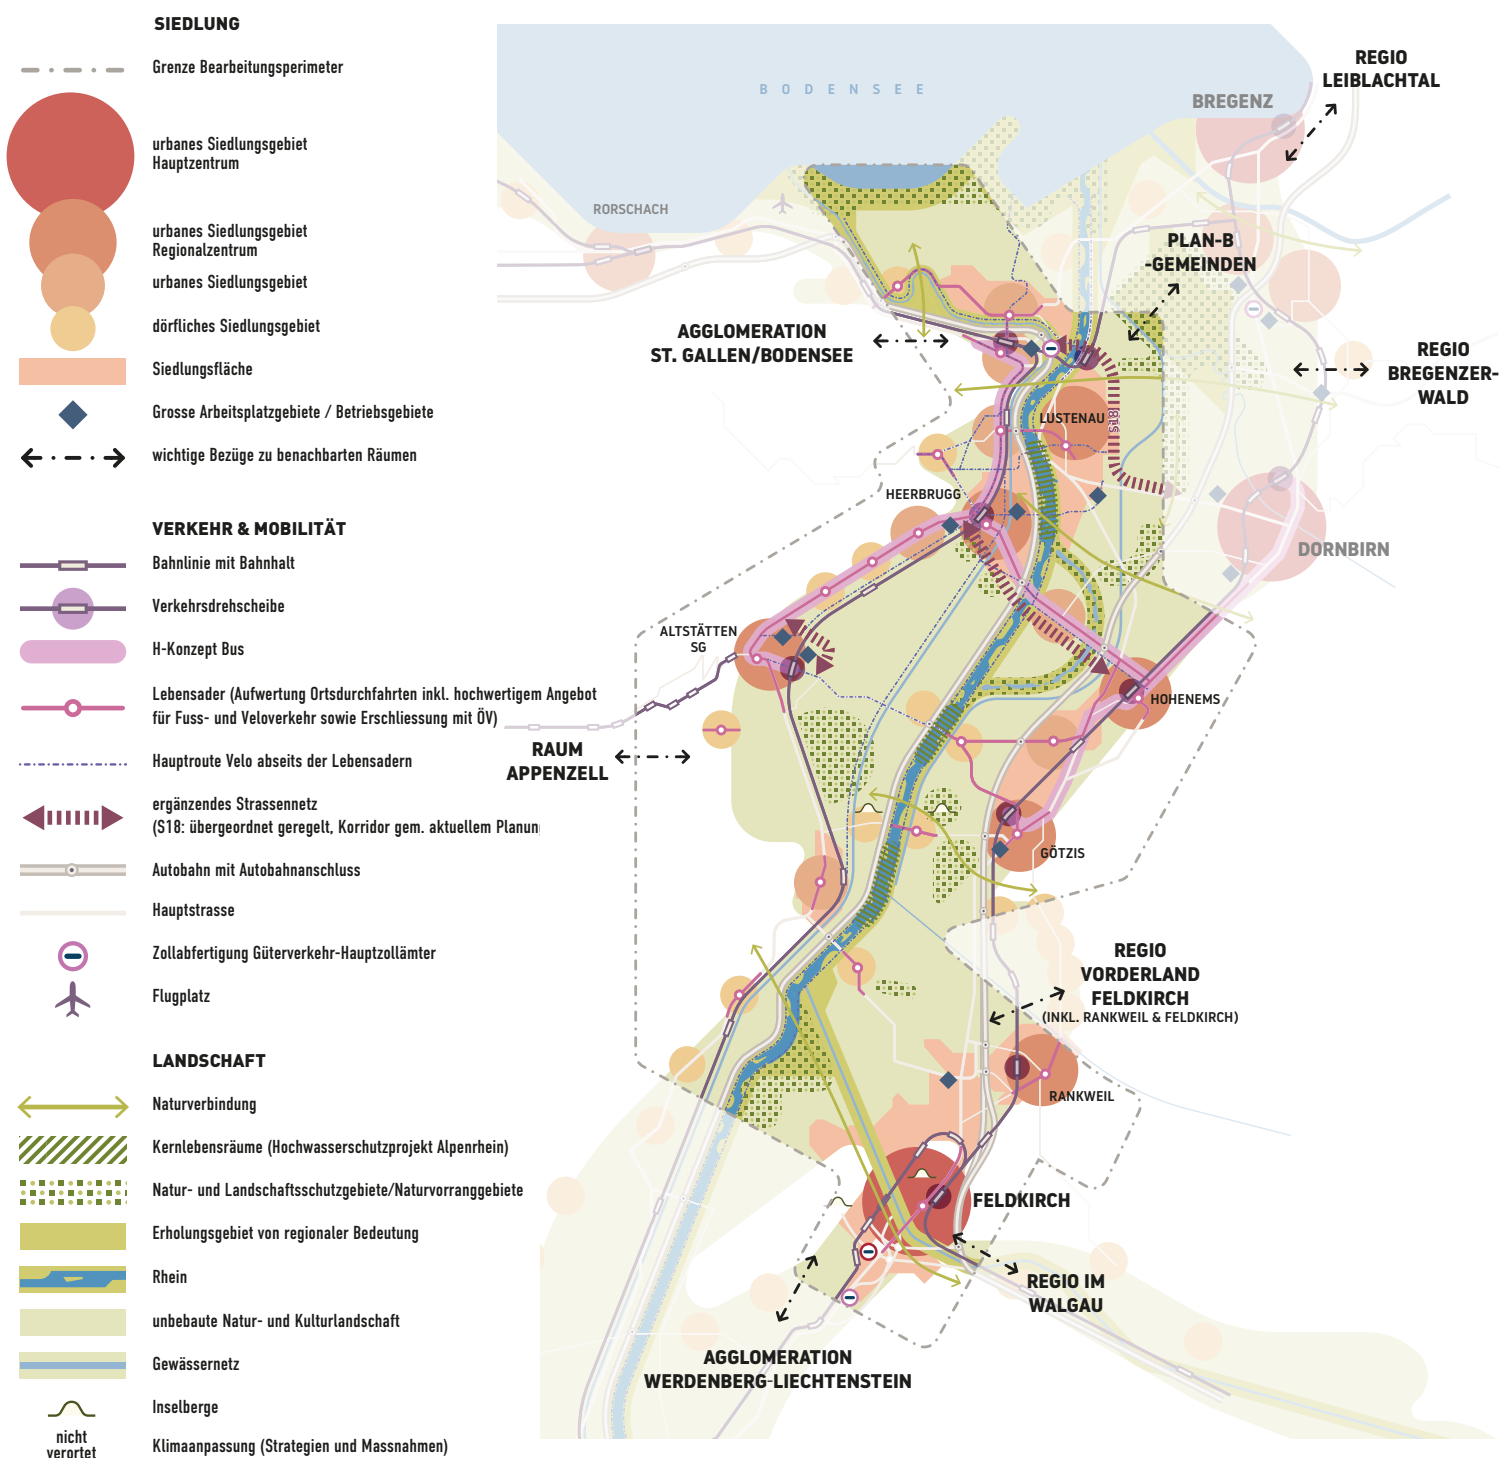 SIEDLUNG
Grenze Bearbeitungsperimeter
urbanes Siedlungsgebiet
Hauptzentrum
urbanes Siedlungsgebiet
Regionalzentrum
urbanes Siedlungsgebiet
dörfliches Siedlungsgebiet
Siedlungsfläche
Grosse Arbeitsplatzgebiete / Betriebsgebiete
wichtige Bezüge zu benachbarten Räumen
VERKEHR & MOBILITÄT
Bahnlinie mit Bahnhalt
Verkehrsdrehscheibe
H-Konzept Bus
Lebensader (Aufwertung Ortsdurchfahrten inkl. hochwertigem Angebot
für Fuss- und Veloverkehr sowie Erschliessung mit ÖV)
Hauptroute Velo abseits der Lebensadern
ergänzendes Strassennetz
(S18: übergeordnet geregelt, Korridor gem. aktuellem Planun
Autobahn mit Autobahnanschluss
Hauptstrasse
Zollabfertigung Güterverkehr-Hauptzollämter
Flugplatz
LANDSCHAFT
Naturverbindung
Kernlebensräume (Hochwasserschutzprojekt Alpenrhein)
Natur- und Landschaftsschutzgebiete/Naturvorranggebiete
Erholungsgebiet von regionaler Bedeutung
Rhein
unbebaute Natur- und Kulturlandschaft
Gewässernetz
Inselberge
nicht
verortet
Klimaanpassung (Strategien und Massnahmen)
BODENSEE
REGIO
LEIBLACHTAL
BREGENZ
RORSCHACH
PLAN-B
-GEMEINDEN
AGGLOMERATION
ST. GALLEN/BODENSEE
REGIO
BREGENZER-
WALD
LUSTENAU
S18
HEERBRUGG
DORNBIRN
ALTSTÄTTEN
SG
HOHENEMS
RAUM
APPENZELL
GÖTZIS
REGIO
VORDERLAND
FELDKIRCH
(INKL. RANKWEIL & FELDKIRCH)
RANKWEIL
FELDKIRCH
REGIO IM
WALGAU
AGGLOMERATION
WERDENBERG-LIECHTENSTEIN